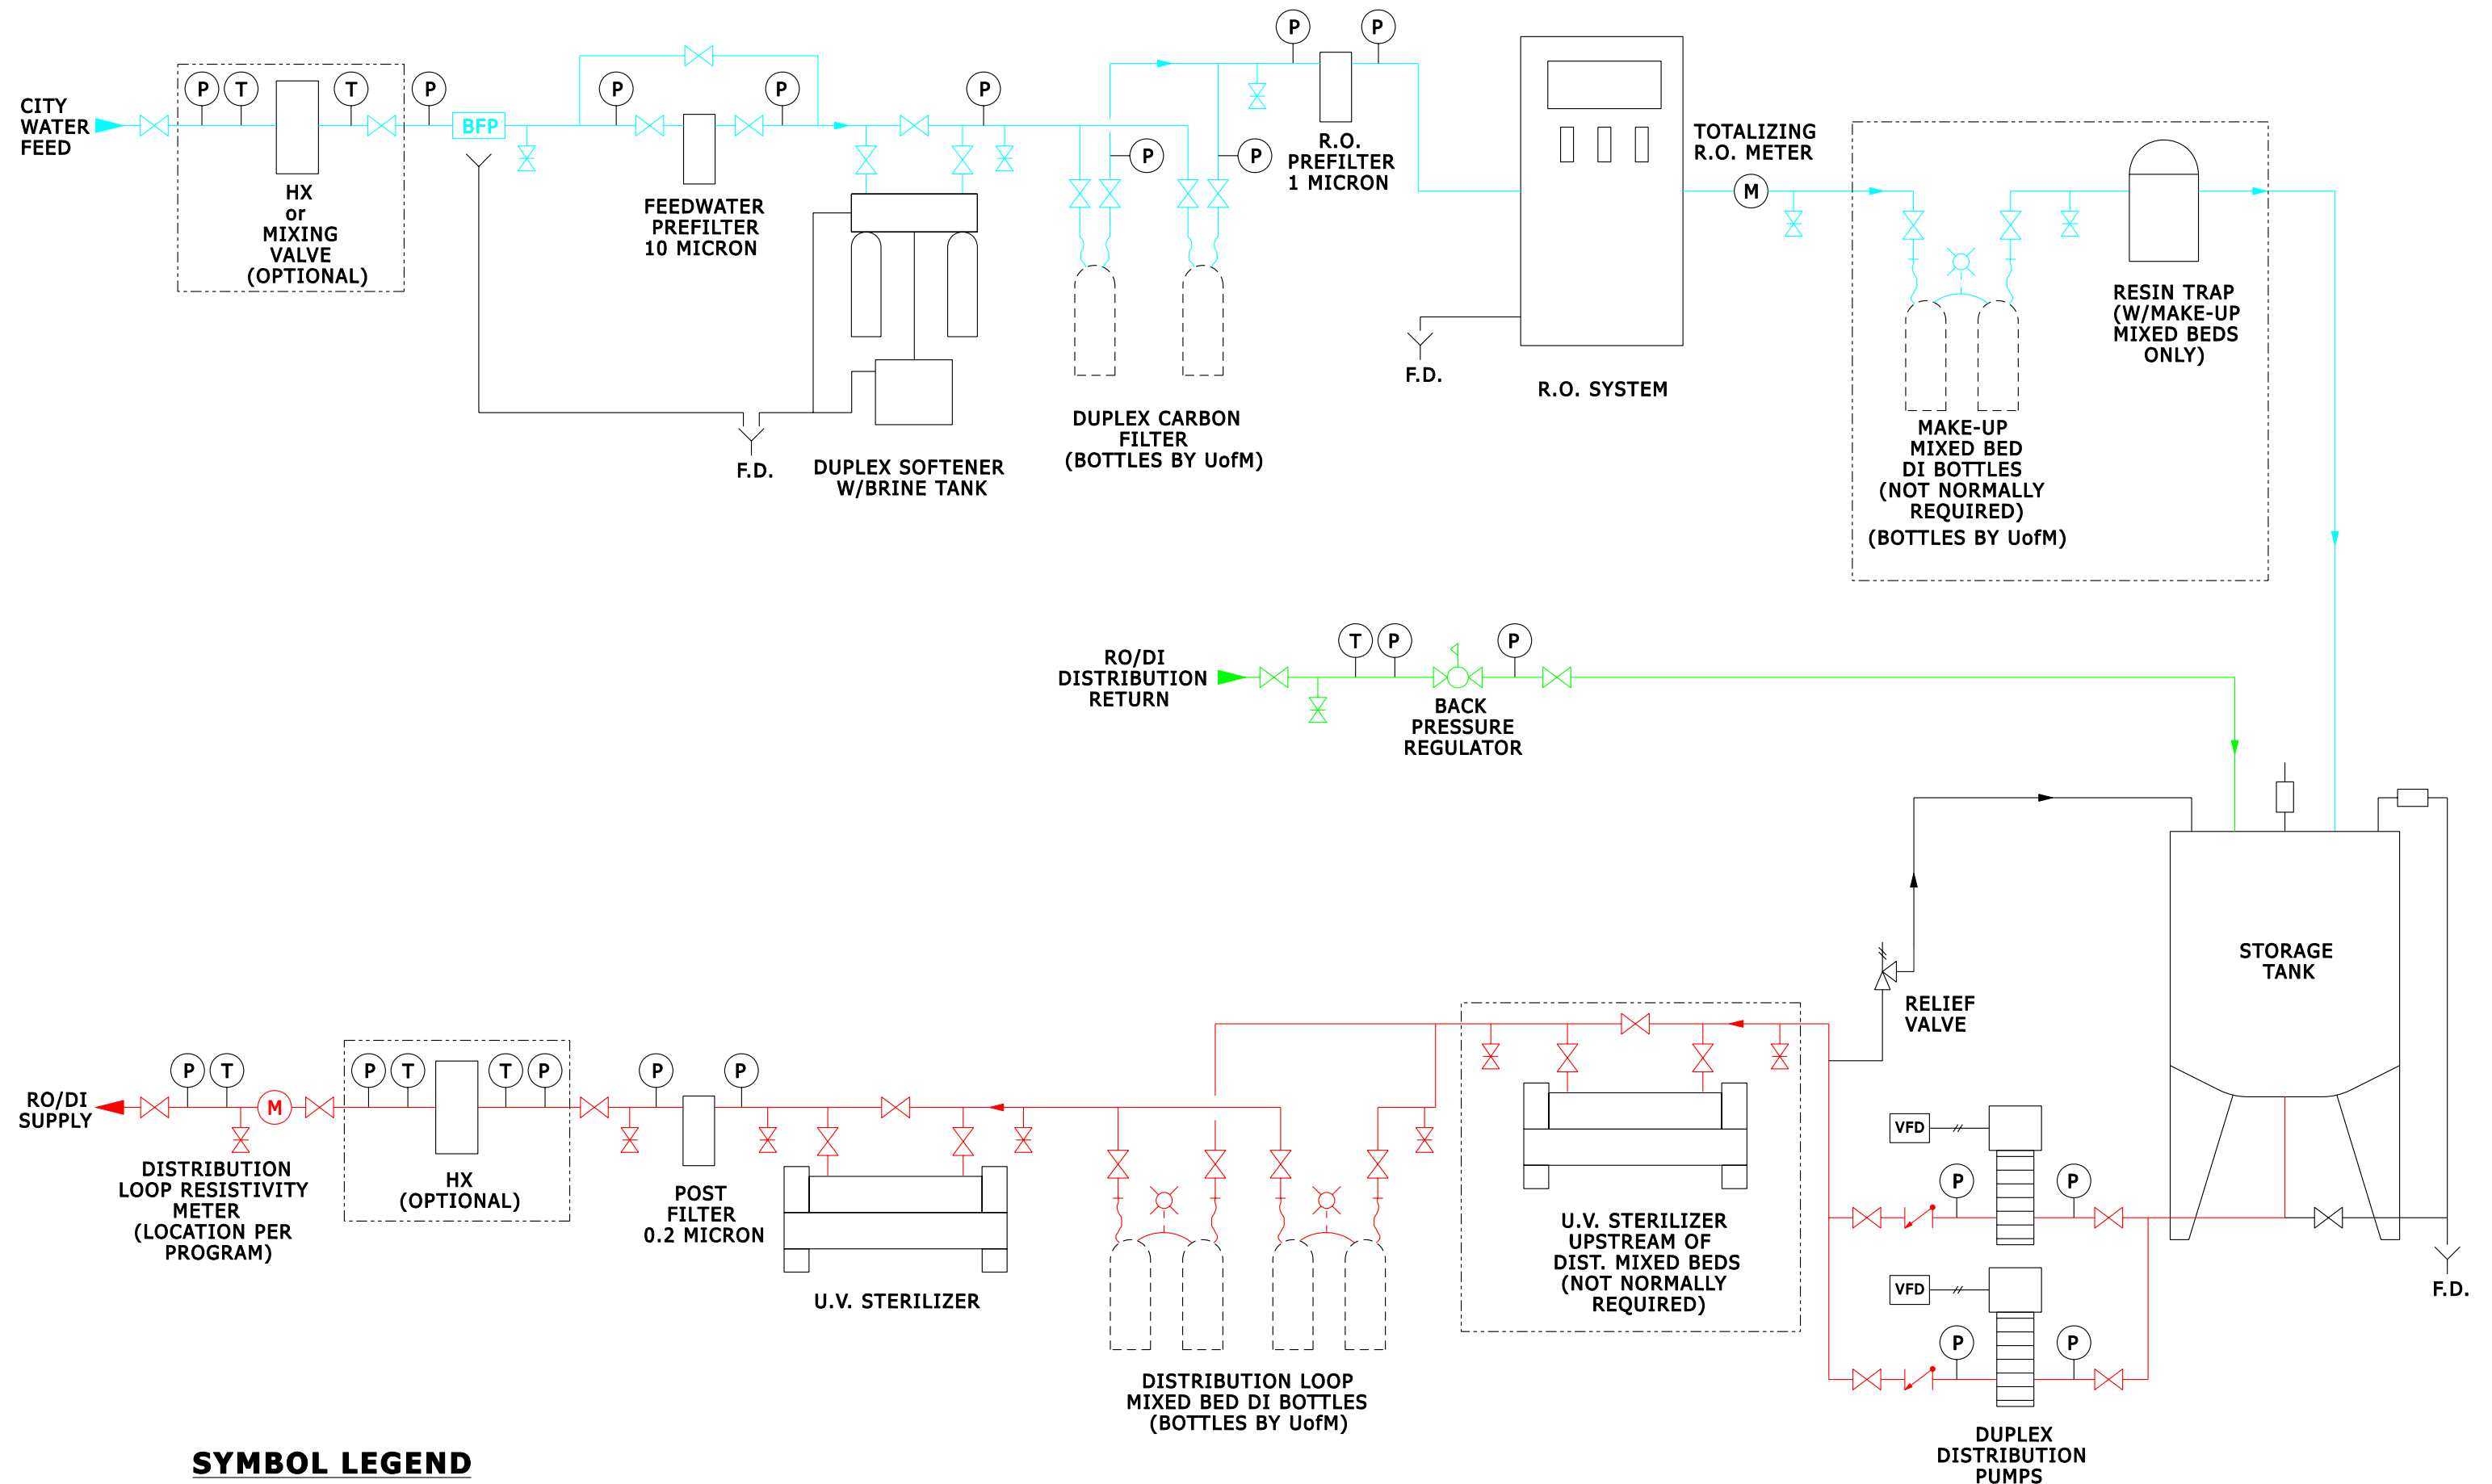 P
P
CITY
WATER
FEED
P
T
T
P
BFP
P
P
P
HX
or
MIXING
VALVE
(OPTIONAL)
FEEDWATER
PREFILTER
10 MICRON
P
P
R.O.
PREFILTER
1 MICRON
TOTALIZING
R.O. METER
M
F.D.
DUPLEX SOFTENER
W/BRINE TANK
DUPLEX CARBON
FILTER
(BOTTLES BY UofM)
F.D.
R.O. SYSTEM
MAKE-UP
MIXED BED
DI BOTTLES
(NOT NORMALLY
REQUIRED)
(BOTTLES BY UofM)
RESIN TRAP
(W/MAKE-UP
MIXED BEDS
ONLY)
RO/DI
DISTRIBUTION
RETURN
T
P
P
BACK
PRESSURE
REGULATOR
STORAGE
TANK
RELIEF
VALVE
RO/DI
SUPPLY
P
T
M
P
T
T
P
P
P
DISTRIBUTION
LOOP RESISTIVITY
METER
(LOCATION PER
PROGRAM)
HX
(OPTIONAL)
POST
FILTER
0.2 MICRON
U.V. STERILIZER
DISTRIBUTION LOOP
MIXED BED DI BOTTLES
(BOTTLES BY UofM)
U.V. STERILIZER
UPSTREAM OF
DIST. MIXED BEDS
(NOT NORMALLY
REQUIRED)
VFD
P
P
VFD
P
P
F.D.
DUPLEX
DISTRIBUTION
PUMPS
SYMBOL LEGEND